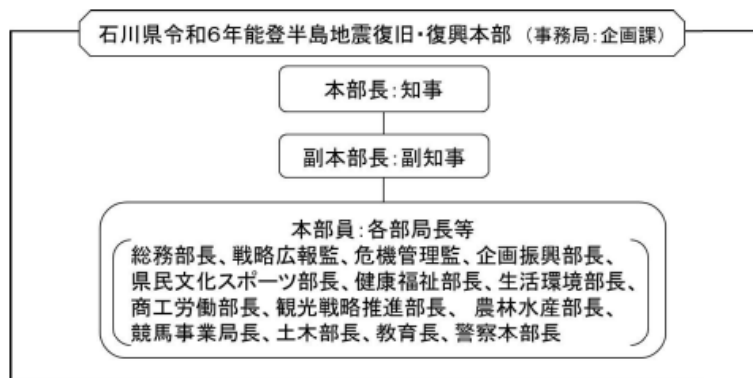 石川県令和6年能登半島地震復旧・復興本部（事務局:企画課）
本部長:知事
副本部長:副知事
本部員:各部局長等
総務部長、戦略広報監、危機管理監、企画振興部長、
県民文化スポーツ部長、健康福祉部長、生活環境部長、
商工労働部長、観光戦略推進部長、 農林水産部長、
競馬事業局長、土木部長、教育長、警察本部長